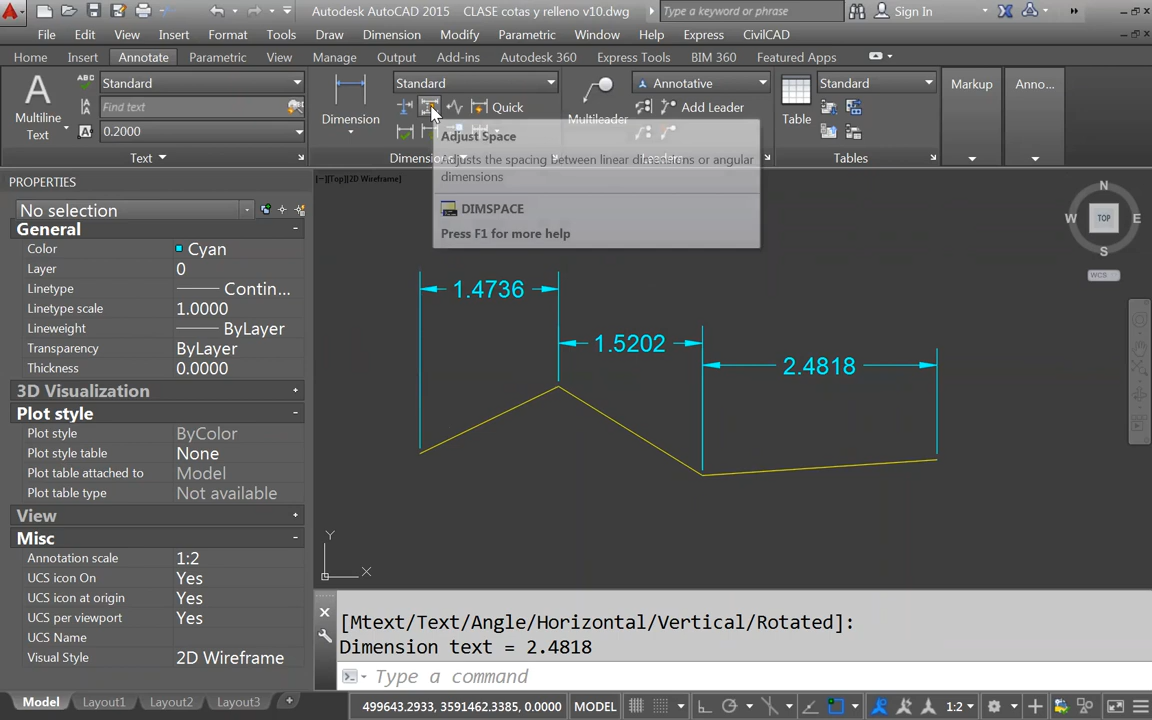 Autodesk AutoCAD 2015 CLASE cotas y relleno v10.dwg Type a keyword or phrase Sign In
File Edit View Insert Format Tools Draw Dimension Modify Parametric Window Help Express CivilCAD
Home Insert Annotate Parametric View Manage Output Add-ins Autodesk 360 Express Tools BIM 360 Featured Apps
Multiline Text
ABC Standard
Find text
A 0.2000
Text
Dimension
Standard
Quick
Multileader
Annotative
Add Leader
Table
Standard
Tables
Markup
Anno...
Adjust Space
Adjusts the spacing between linear dimensions or angular
dimensions
DIMSPACE
Press F1 for more help
PROPERTIES
No selection
General -
Color Cyan
Layer 0
Linetype Contin...
Linetype scale 1.0000
Lineweight ByLayer
Transparency ByLayer
Thickness 0.0000
3D Visualization +
Plot style -
Plot style ByColor
Plot style table None
Plot table attached to Model
Plot table type Not available
View +
Misc -
Annotation scale 1:2
UCS icon On Yes
UCS icon at origin Yes
UCS per viewport Yes
UCS Name
Visual Style 2D Wireframe
[−][Top][2D Wireframe]
N
W TOP E
S
WCS
1.4736
1.5202
2.4818
Y
X
[Mtext/Text/Angle/Horizontal/Vertical/Rotated]:
Dimension text = 2.4818
Type a command
Model Layout1 Layout2 Layout3 + 499643.2933, 3591462.3385, 0.0000 MODEL 1:2